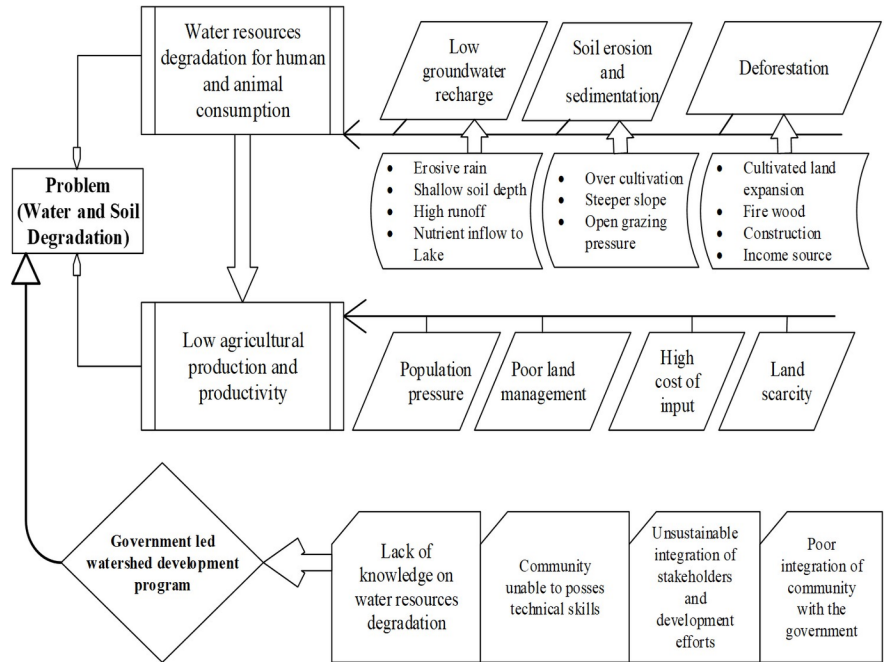 Water resources
degradation for human
and animal
consumption
Low
groundwater
recharge
Soil erosion
and
sedimentation
Deforestation
Problem
(Water and Soil
Degradation)
• Erosive rain
• Shallow soil depth
• High runoff
• Nutrient inflow to
Lake
• Over cultivation
• Steeper slope
• Open grazing
pressure
• Cultivated land
expansion
• Fire wood
• Construction
• Income source
Low agricultural
production and
productivity
Population
pressure
Poor land
management
High
cost of
input
Land
scarcity
Government led
watershed development
program
Lack of
knowledge on
water resources
degradation
Community
unable to posses
technical skills
Unsustainable
integration of
stakeholders
and
development
efforts
Poor
integration of
community
with the
government